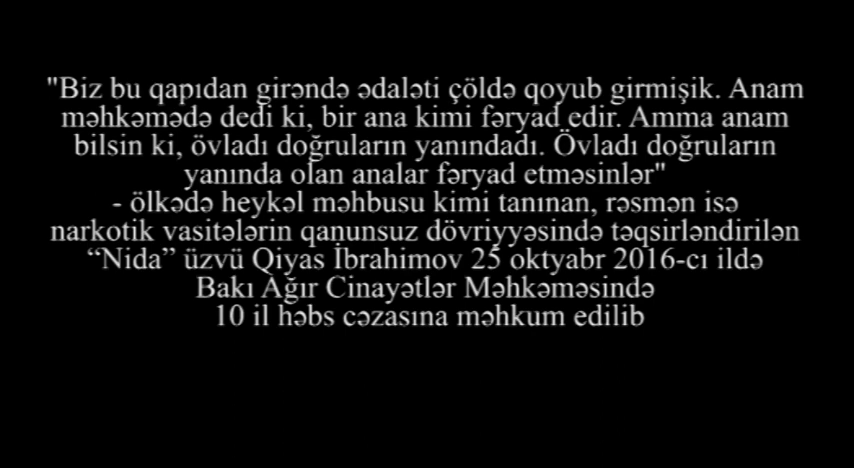 "Biz bu qapıdan girəndə ədaləti çöldə qoyub girmişik. Anam
məhkəmədə dedi ki, bir ana kimi fəryad edir. Amma anam
bilsin ki, övladı doğruların yanındadı. Övladı doğruların
yanında olan analar fəryad etməsinlər"
- ölkədə heykəl məhbusu kimi tanınan, rəsmən isə
narkotik vasitələrin qanunsuz dövriyyəsində təqsirləndirilən
“Nida” üzvü Qiyas İbrahimov 25 oktyabr 2016-cı ildə
Bakı Ağır Cinayətlər Məhkəməsində
10 il həbs cəzasına məhkum edilib